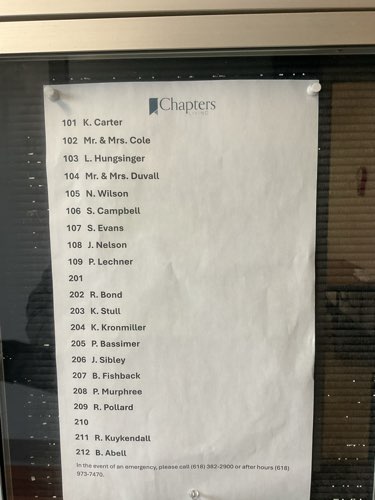 Chapters
LIVING
101 K. Carter
102 Mr. & Mrs. Cole
103 L. Hungsinger
104 Mr. & Mrs. Duvall
105 N. Wilson
106 S. Campbell
107 S. Evans
108 J. Nelson
109 P. Lechner
201
202 R. Bond
203 K. Stull
204 K. Kronmiller
205 P. Bassimer
206 J. Sibley
207 B. Fishback
208 P. Murphree
209 R. Pollard
210
211 R. Kuykendall
212 B. Abell
In the event of an emergency, please call (618) 382-2900 or after hours (618)
973-7470.